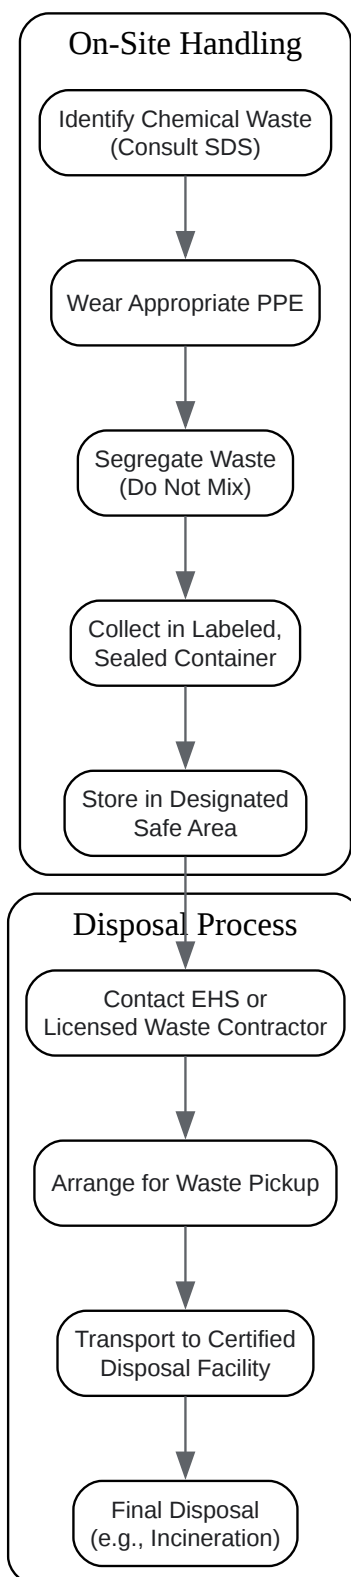 On-Site Handling
Identify Chemical Waste
(Consult SDS)
Wear Appropriate PPE
Segregate Waste
(Do Not Mix)
Collect in Labeled,
Sealed Container
Store in Designated
Safe Area
Disposal Process
Contact EHS or
Licensed Waste Contractor
Arrange for Waste Pickup
Transport to Certified
Disposal Facility
Final Disposal
(e.g., Incineration)